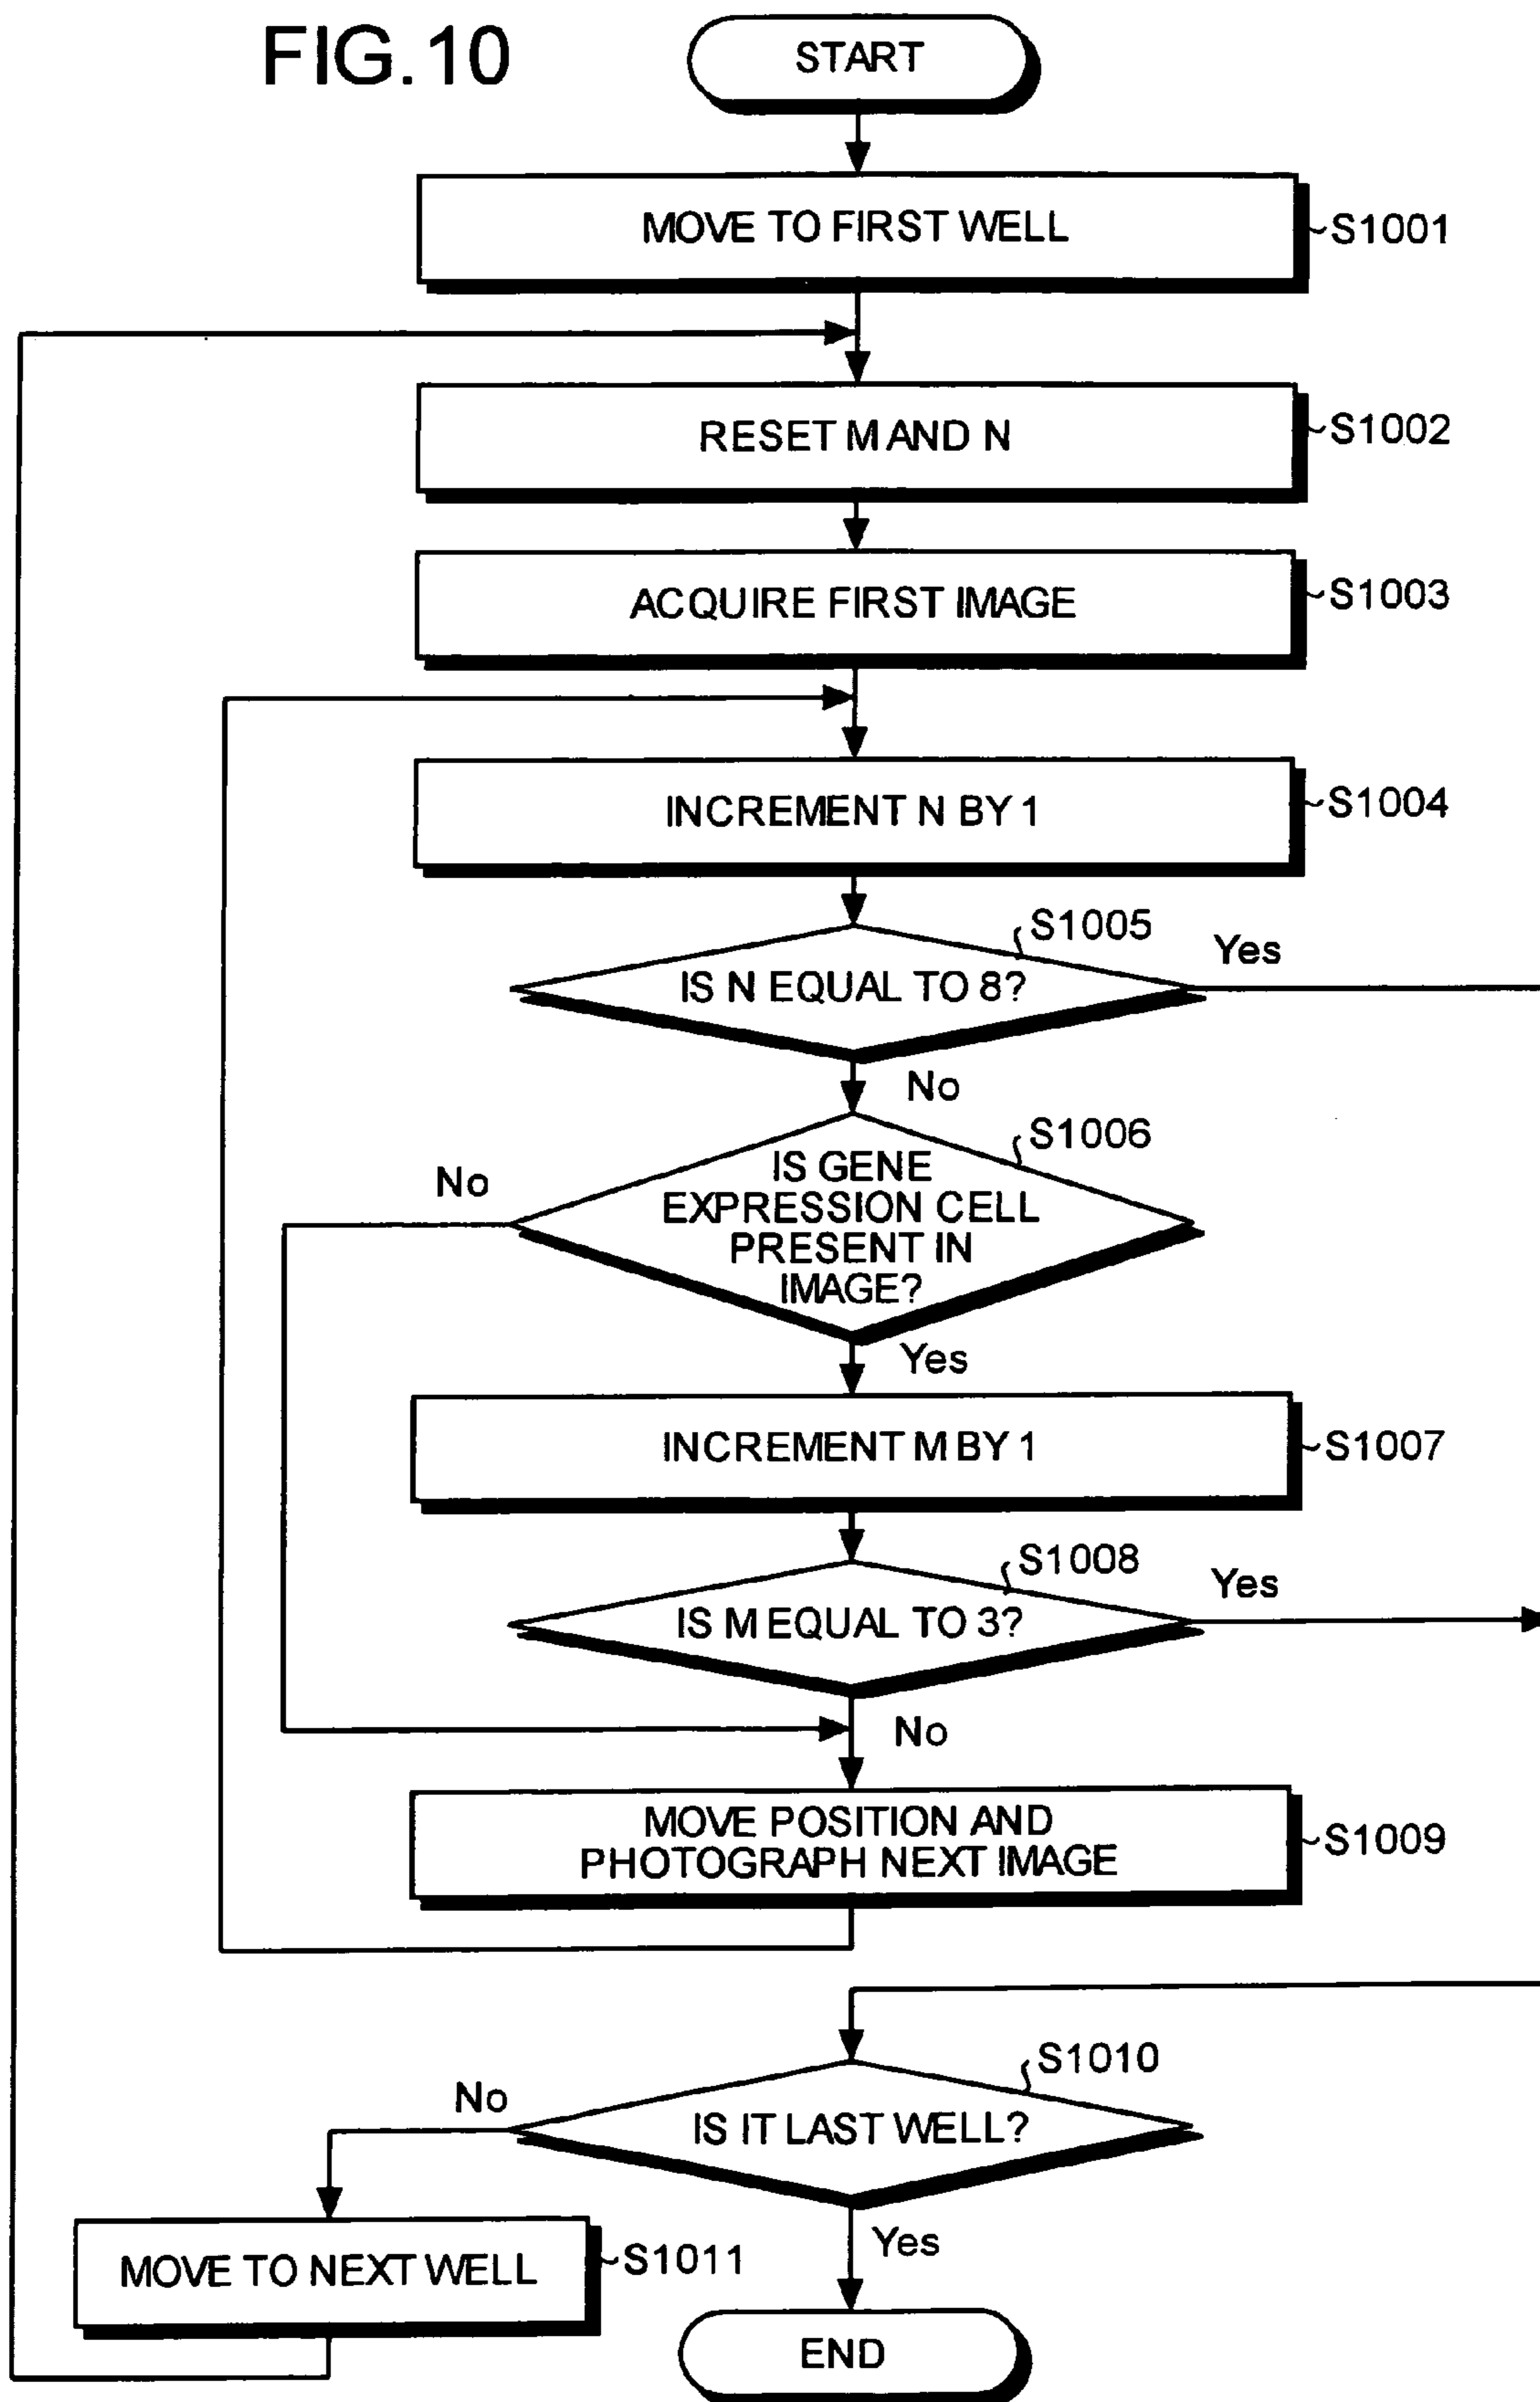 FIG.10
START
MOVE TO FIRST WELL
S1001
RESET M AND N
S1002
ACQUIRE FIRST IMAGE
S1003
INCREMENT N BY 1
S1004
S1005
Yes
IS N EQUAL TO 8?
No
S1006
No
IS GENE
EXPRESSION CELL
PRESENT IN
IMAGE?
Yes
INCREMENT M BY 1
S1007
S1008
Yes
IS M EQUAL TO 3?
No
MOVE POSITION AND
PHOTOGRAPH NEXT IMAGE
S1009
S1010
No
IS IT LAST WELL?
Yes
MOVE TO NEXT WELL
S1011
END